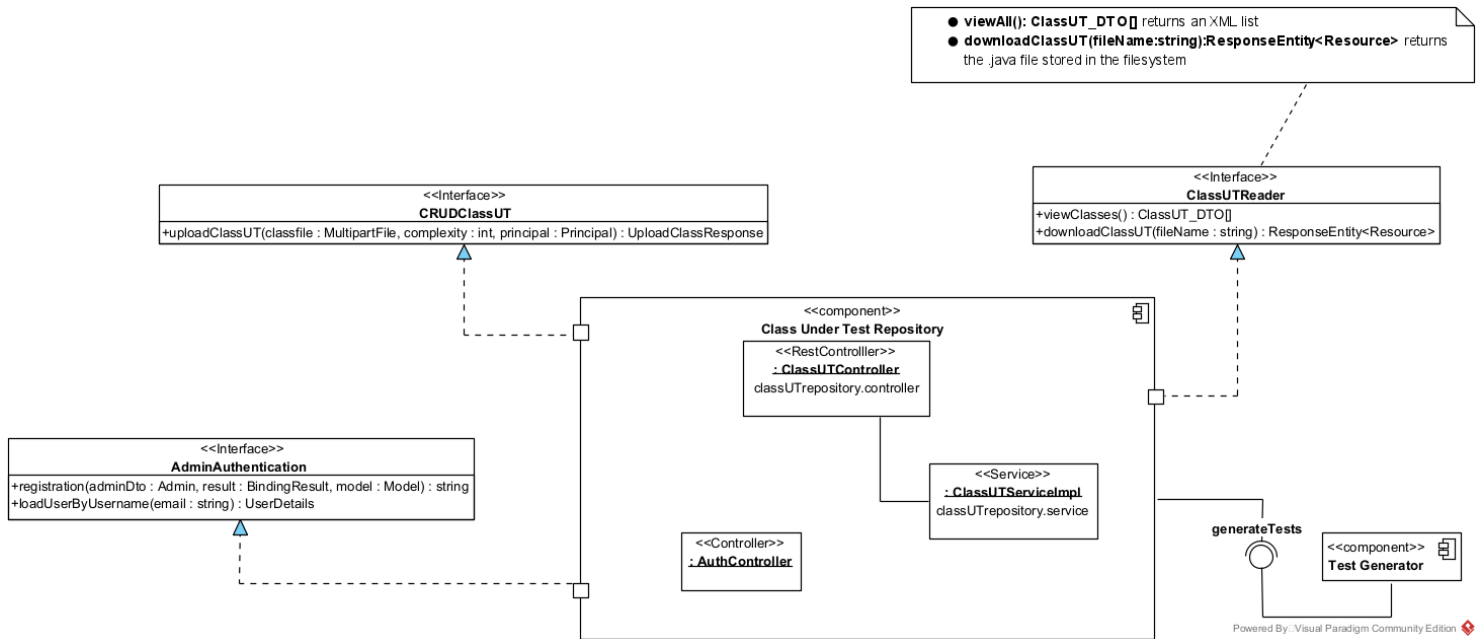 ● viewAll(): ClassUT_DTO[] returns an XML list
● downloadClassUT(fileName:string):ResponseEntity<Resource> returns
the .java file stored in the filesystem
<<Interface>>
CRUDClassUT
+uploadClassUT(classfile : MultipartFile, complexity : int, principal : Principal) : UploadClassResponse
<<Interface>>
ClassUTReader
+viewClasses() : ClassUT_DTO[]
+downloadClassUT(fileName : string) : ResponseEntity<Resource>
<<component>>
Class Under Test Repository
<<RestControlller>>
: ClassUTController
classUTrepository.controller
<<Interface>>
AdminAuthentication
+registration(adminDto : Admin, result : BindingResult, model : Model) : string
+loadUserByUsername(email : string) : UserDetails
<<Service>>
: ClassUTServiceImpl
classUTrepository.service
<<Controller>>
: AuthController
generateTests
<<component>>
Test Generator
Powered By Visual Paradigm Community Edition